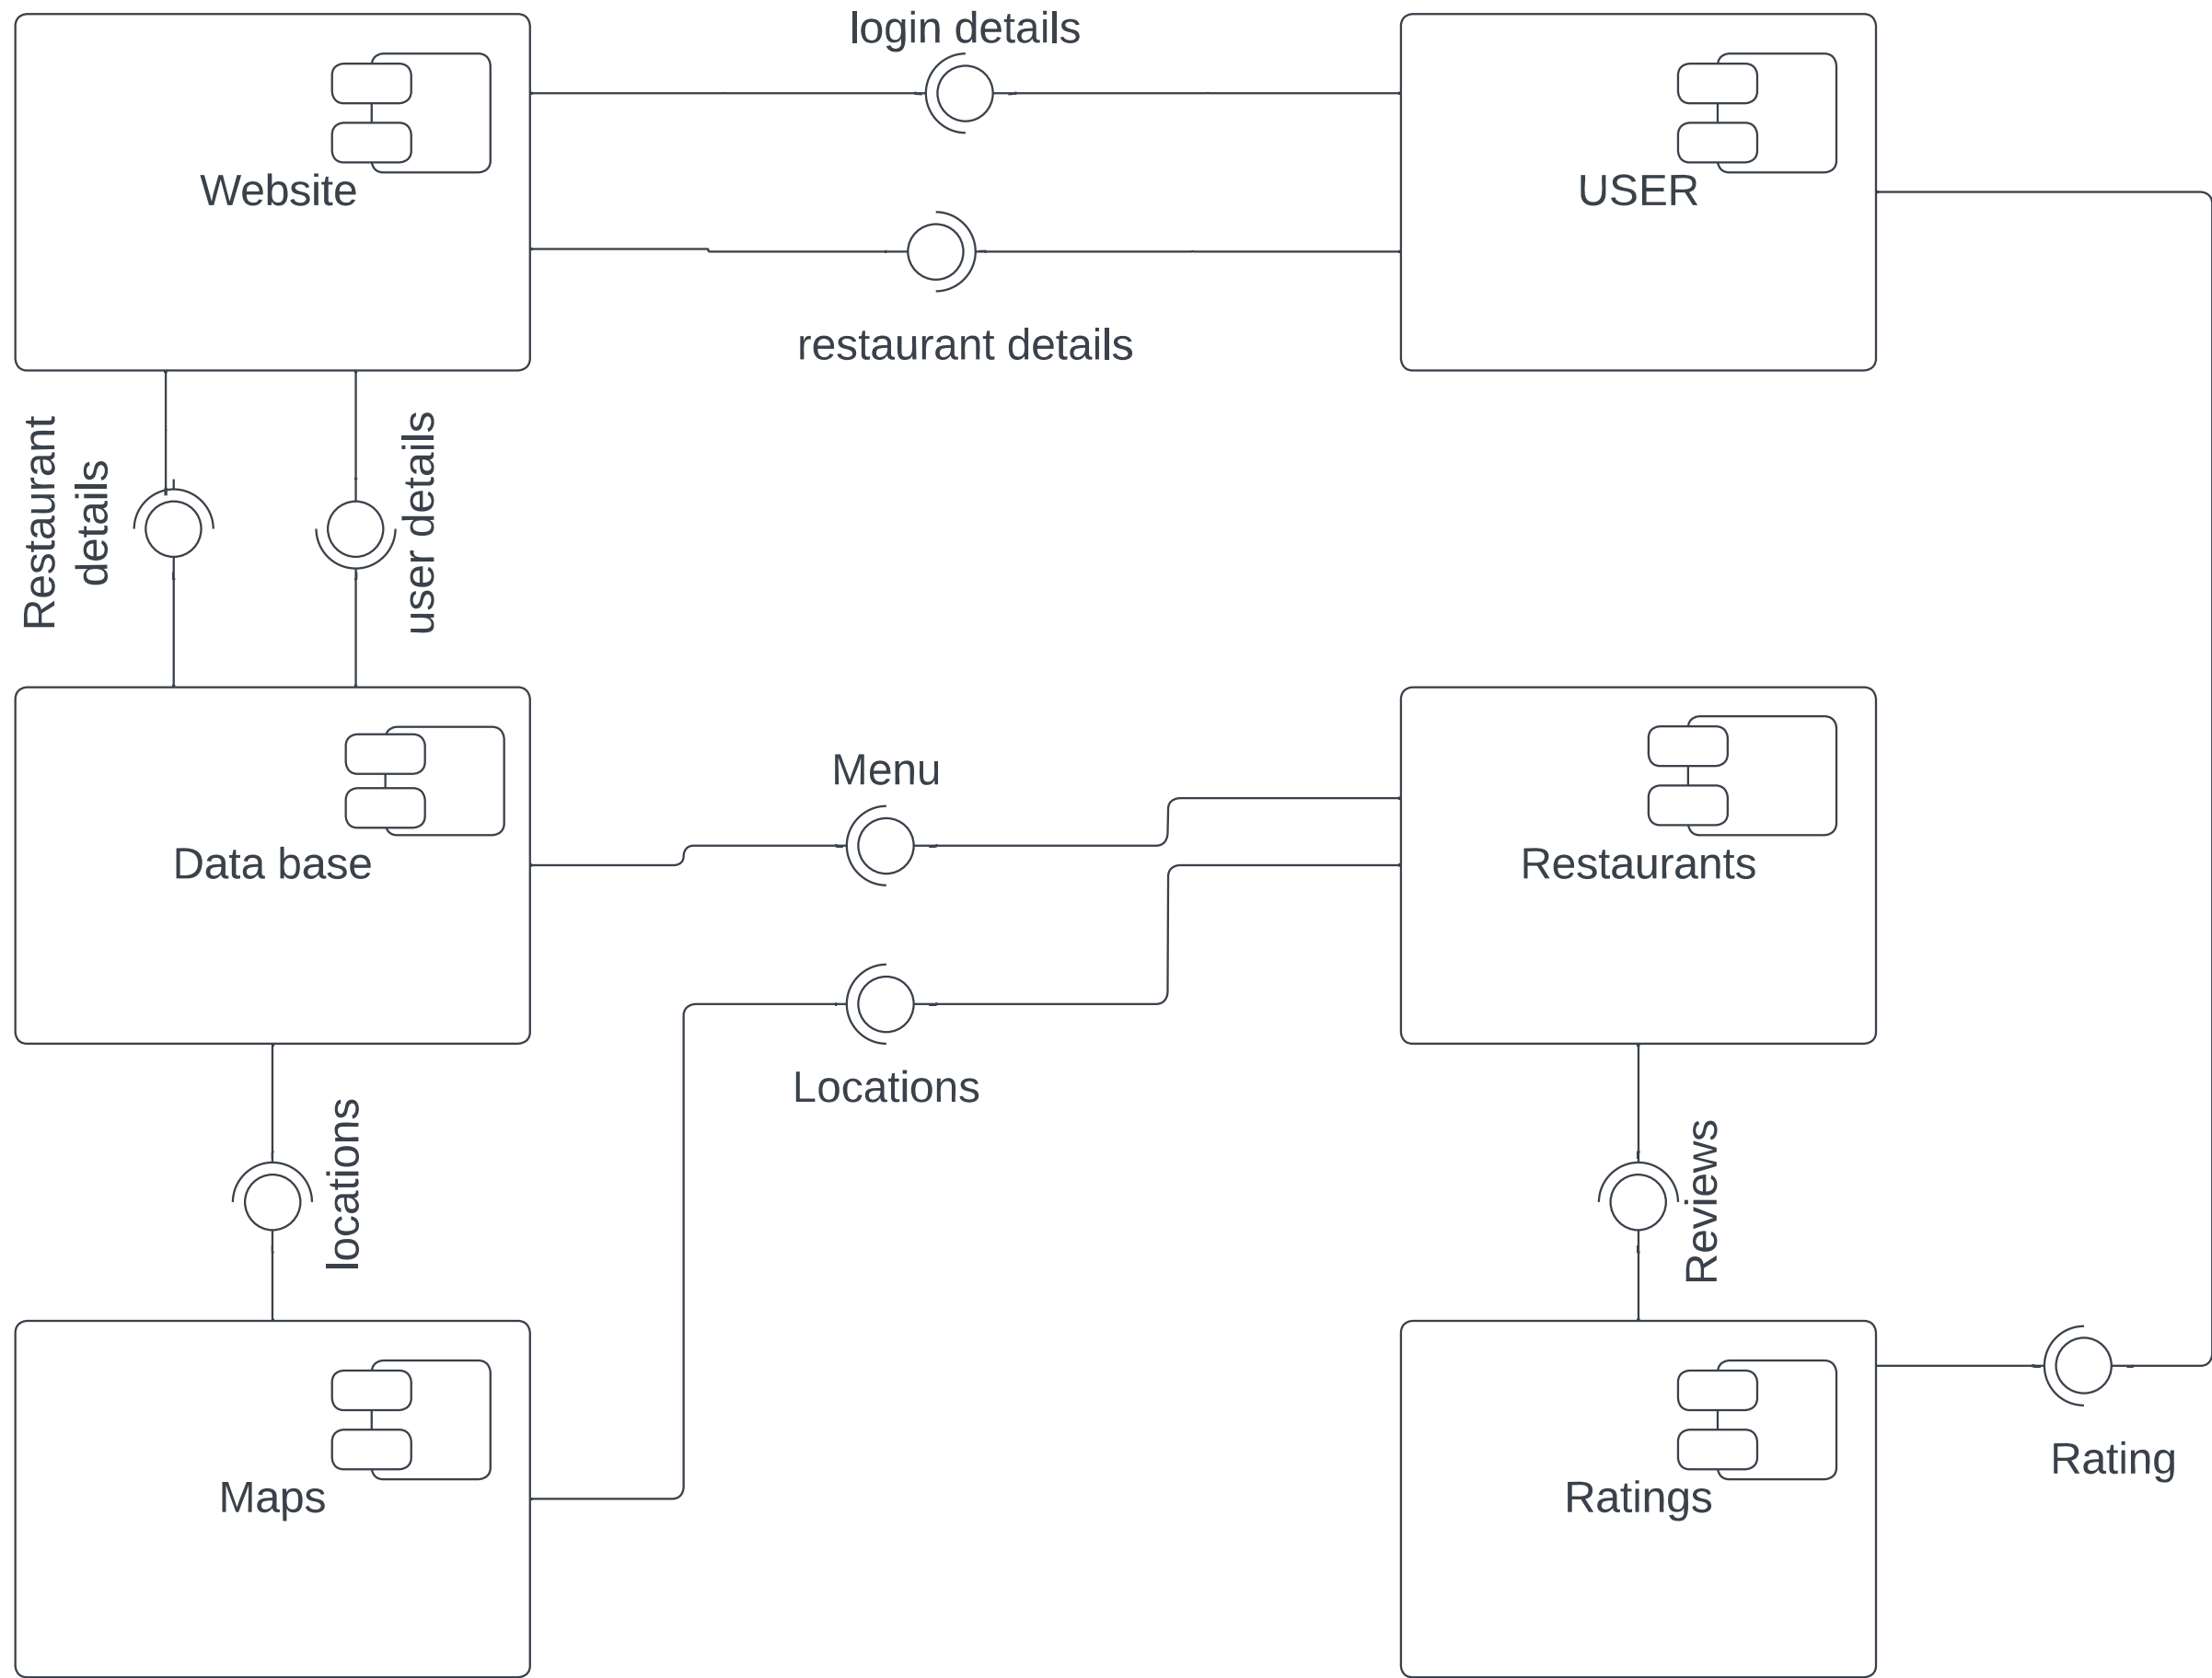 login details
Website
USER
restaurant details
Restaurant
details
user details
Menu
Data base
Restaurants
Locations
locations
Reviews
Rating
Maps
Ratings